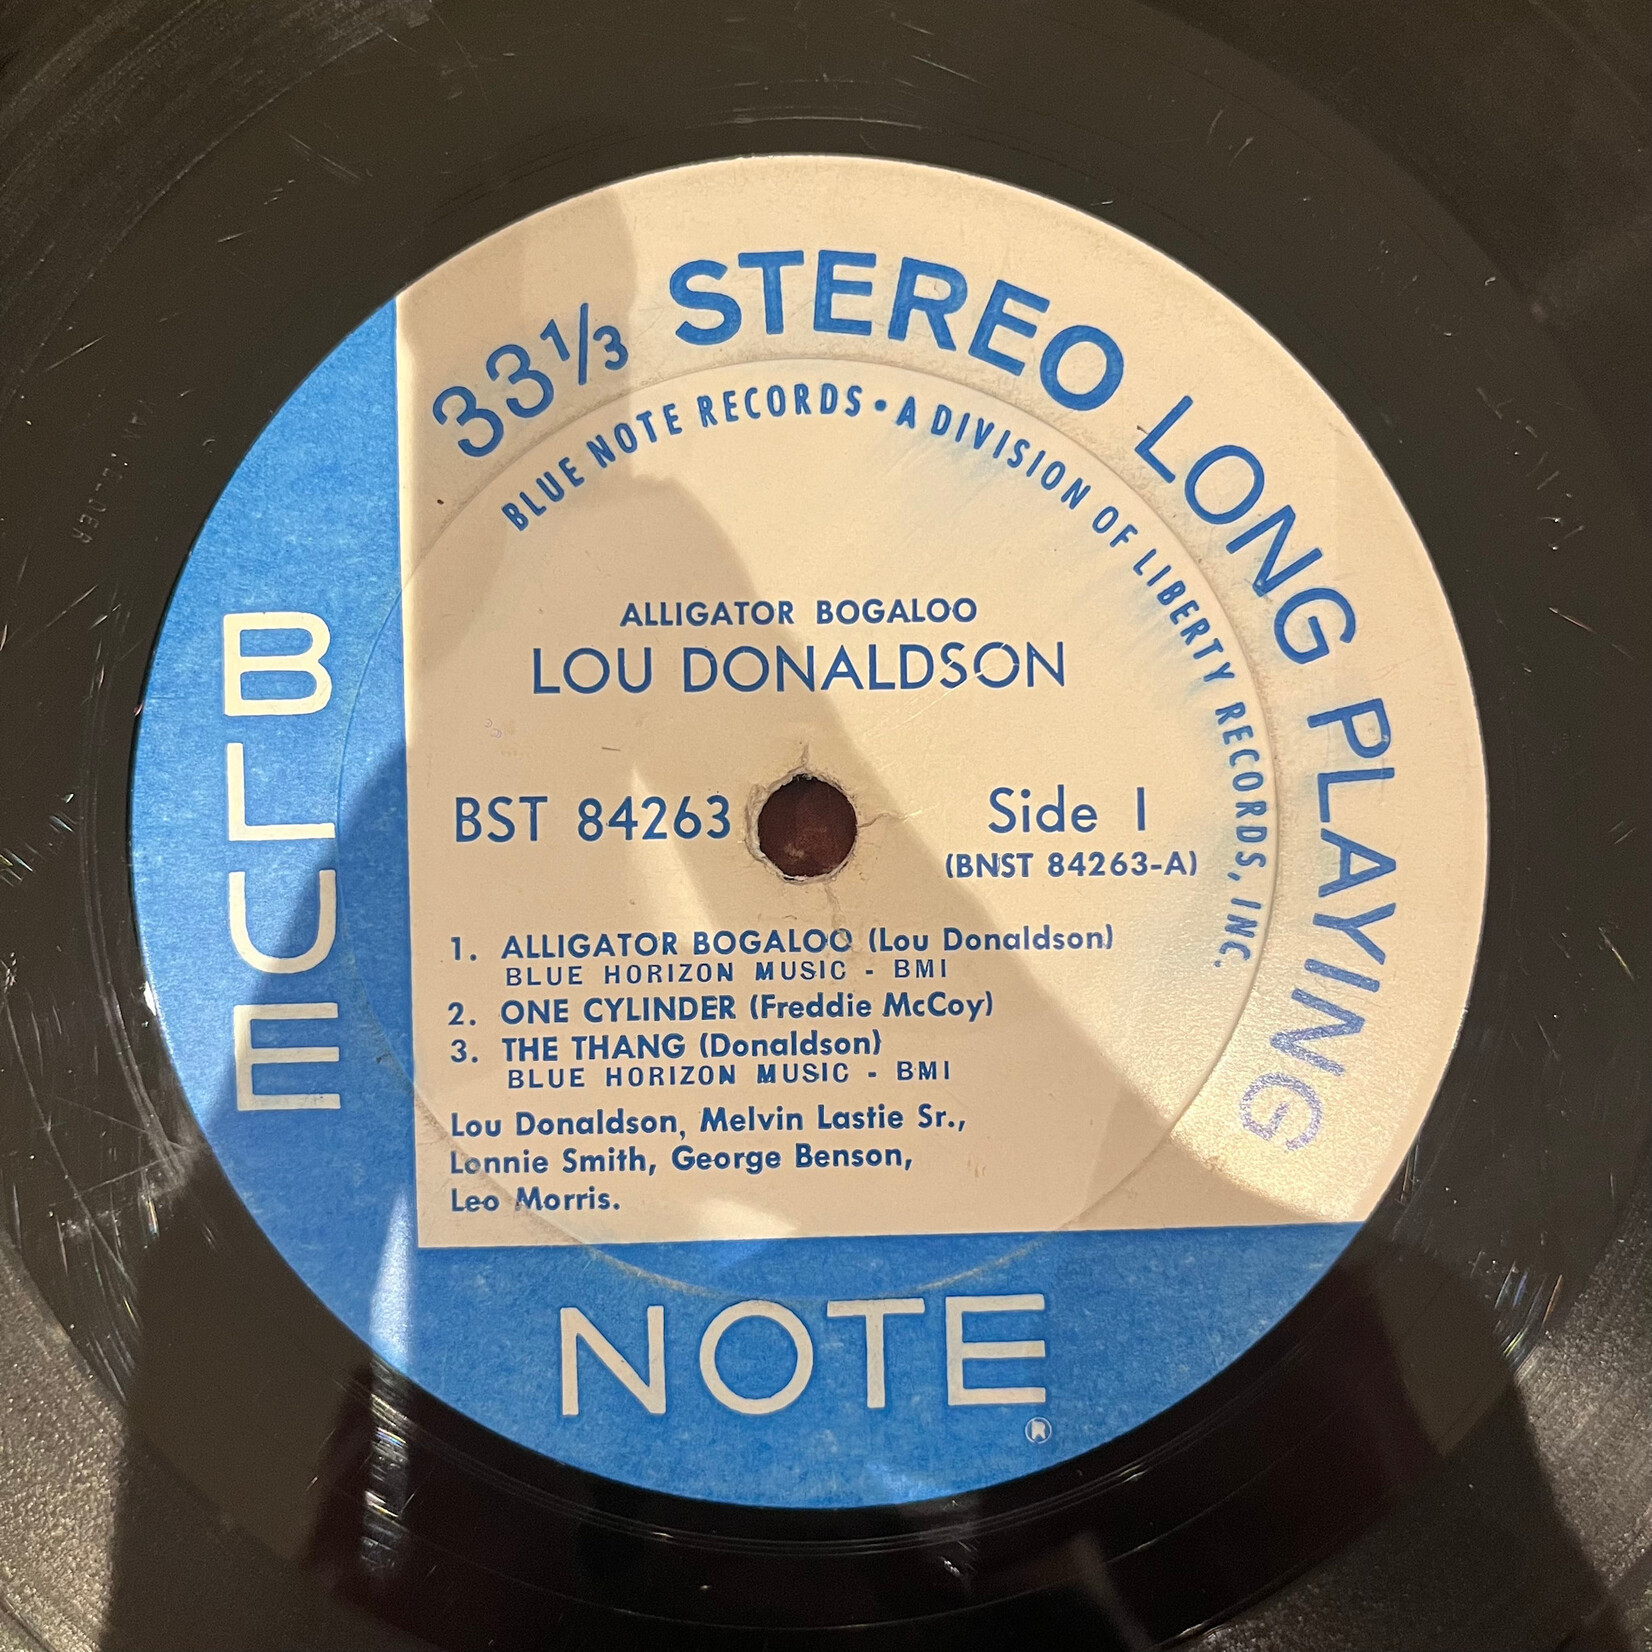 33⅓ STEREO LONG PLAYING
BLUE NOTE RECORDS • A DIVISION OF LIBERTY RECORDS, INC.
ALLIGATOR BOGALOO
LOU DONALDSON
BST 84263
Side 1
(BNST 84263-A)
1. ALLIGATOR BOGALOO (Lou Donaldson)
BLUE HORIZON MUSIC - BMI
2. ONE CYLINDER (Freddie McCoy)
3. THE THANG (Donaldson)
BLUE HORIZON MUSIC - BMI
Lou Donaldson, Melvin Lastie Sr.,
Lonnie Smith, George Benson,
Leo Morris.
BLUE
NOTE
®
VAN GELDER